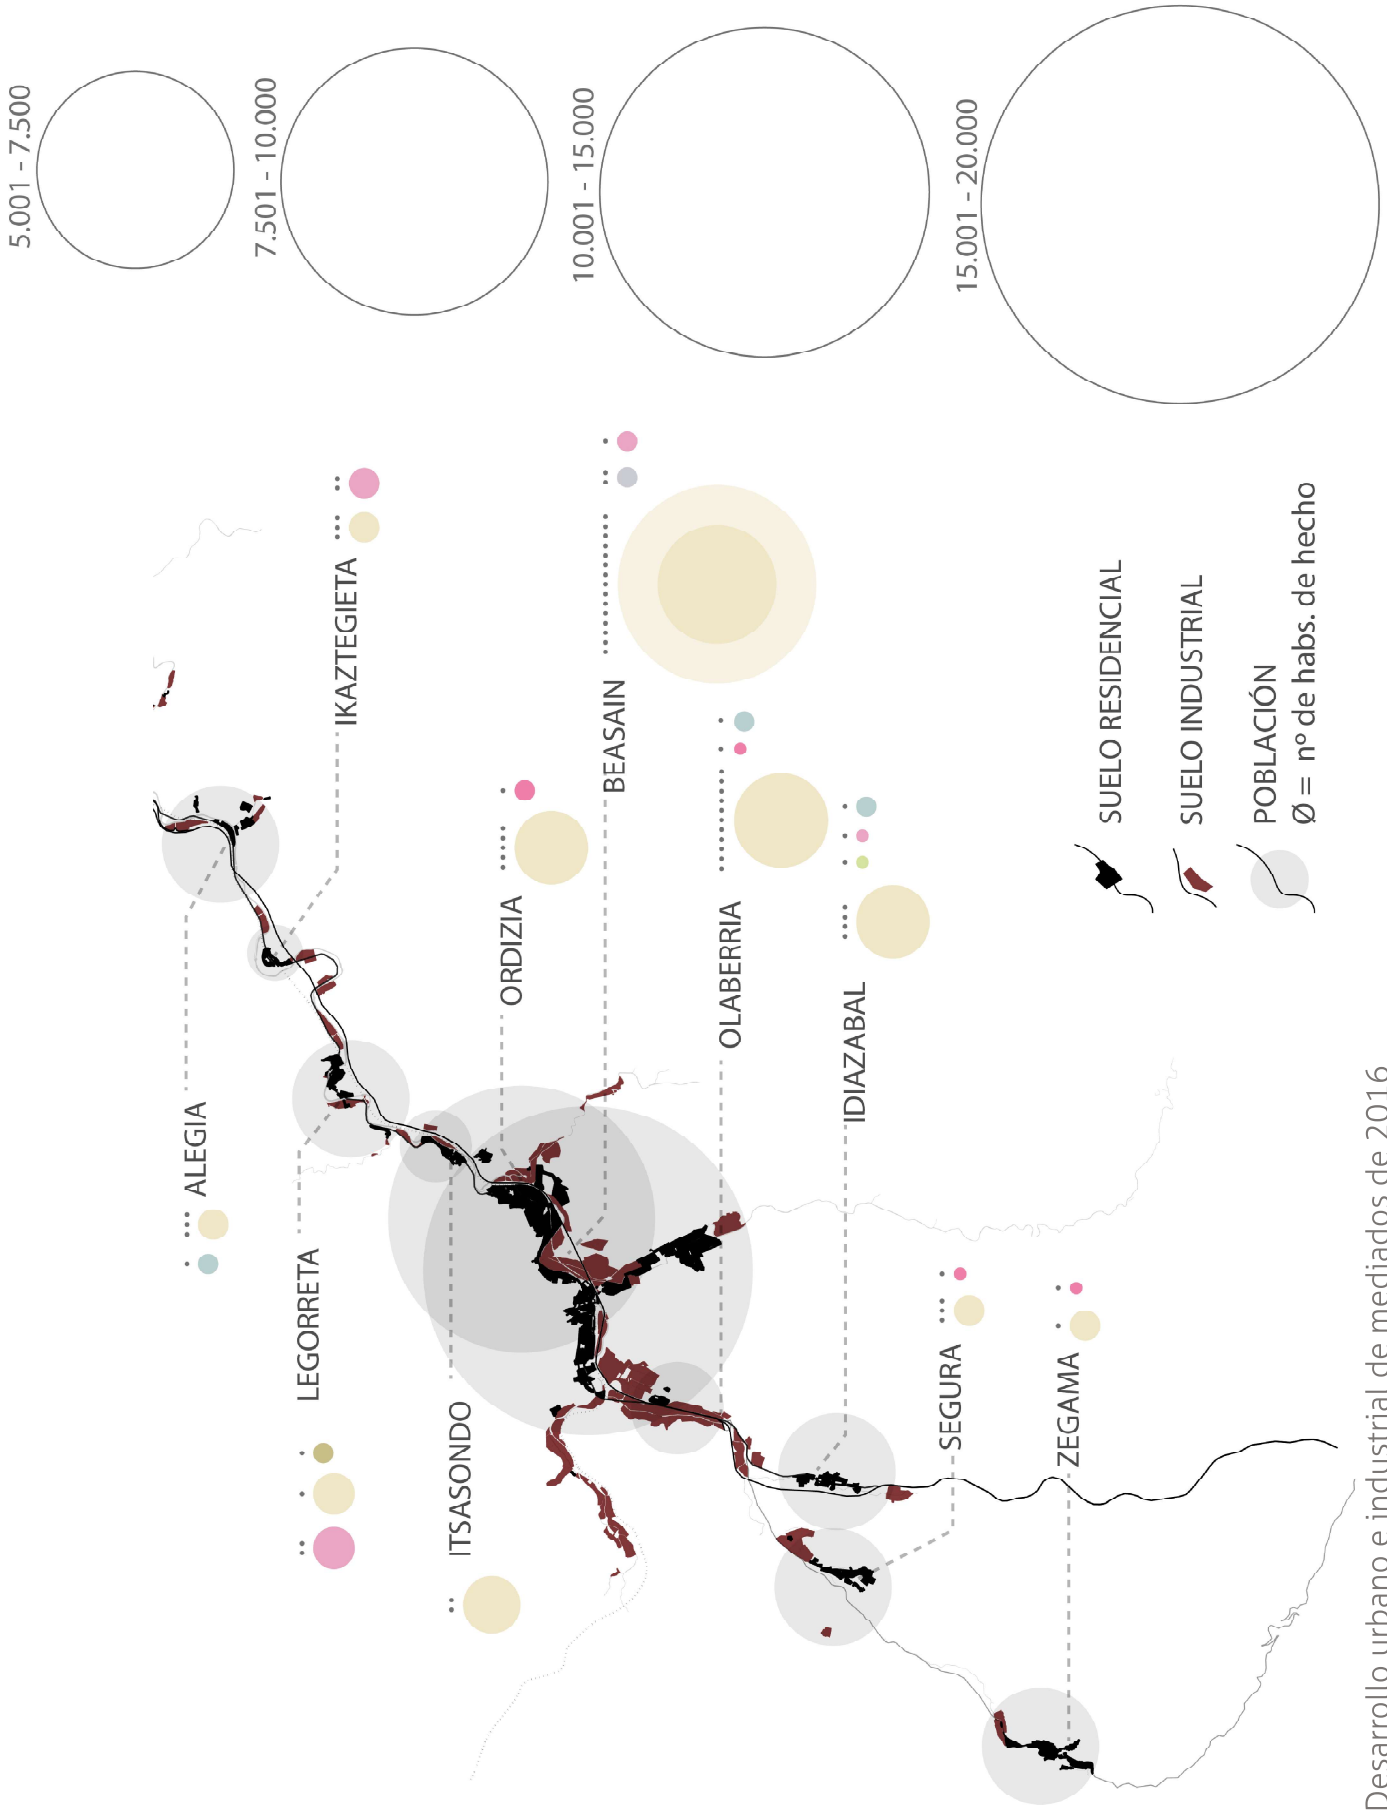 5.001 - 7.500
7.501 - 10.000
10.001 - 15.000
15.001 - 20.000
IKAZTEGIETA
BEASAIN
ORDIZIA
OLABERRIA
IDIAZABAL
ALEGIA
LEGORRETA
ITSASONDO
SEGURA
ZEGAMA
SUELO RESIDENCIAL
SUELO INDUSTRIAL
POBLACIÓN
Ø = nº de habs. de hecho
Desarrollo urbano e industrial de mediados de 2016